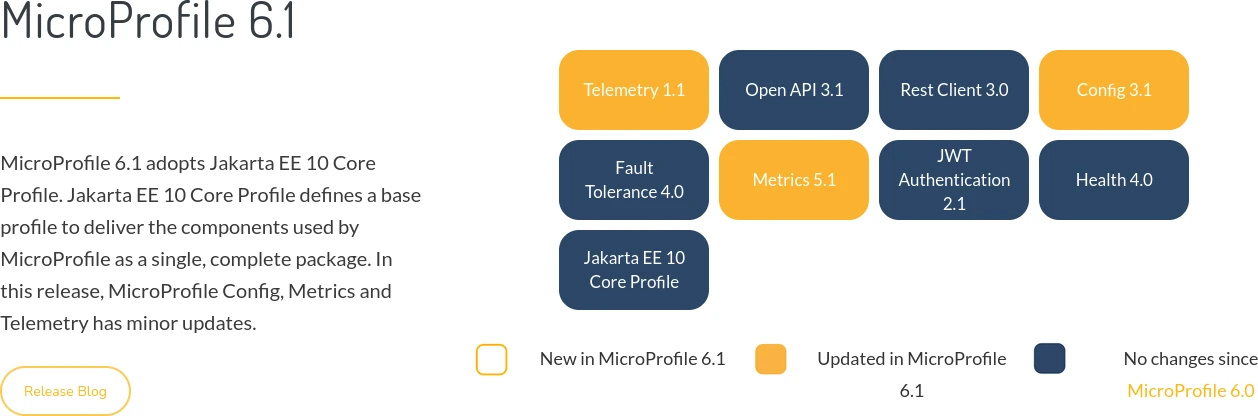 MicroProfile 6.1
MicroProfile 6.1 adopts Jakarta EE 10 Core
Profile. Jakarta EE 10 Core Profile defines a base
profile to deliver the components used by
MicroProfile as a single, complete package. In
this release, MicroProfile Config, Metrics and
Telemetry has minor updates.
Release Blog
Telemetry 1.1
Open API 3.1
Rest Client 3.0
Config 3.1
Fault
Tolerance 4.0
Metrics 5.1
JWT
Authentication
2.1
Health 4.0
Jakarta EE 10
Core Profile
New in MicroProfile 6.1
Updated in MicroProfile
6.1
No changes since
MicroProfile 6.0